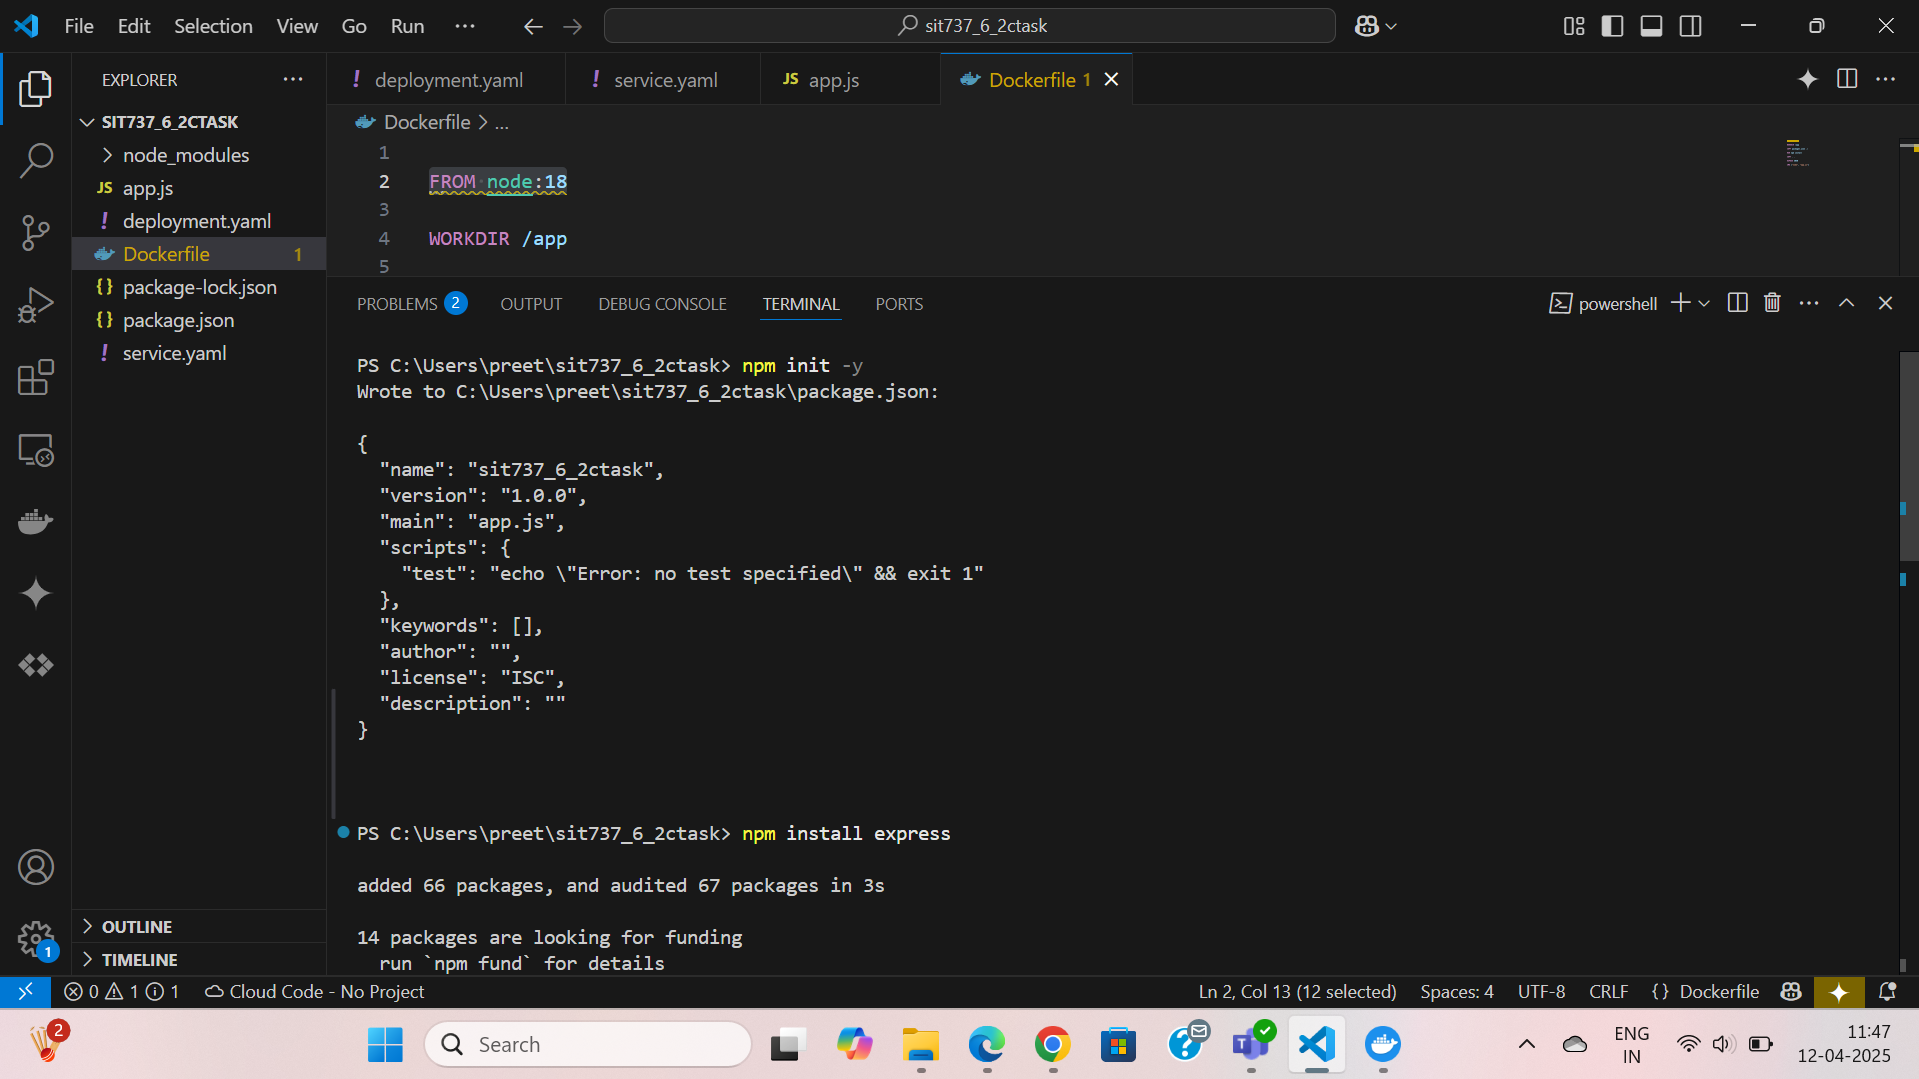 File Edit Selection View Go Run ...
sit737_6_2ctask
EXPLORER ...
SIT737_6_2CTASK
node_modules
JS app.js
! deployment.yaml
Dockerfile 1
{} package-lock.json
{} package.json
! service.yaml
OUTLINE
TIMELINE
! deployment.yaml
! service.yaml
JS app.js
Dockerfile 1
Dockerfile > ...
1
2 FROM node:18
3
4 WORKDIR /app
5
PROBLEMS 2 OUTPUT DEBUG CONSOLE TERMINAL PORTS
powershell
PS C:\Users\preet\sit737_6_2ctask> npm init -y
Wrote to C:\Users\preet\sit737_6_2ctask\package.json:
{
"name": "sit737_6_2ctask",
"version": "1.0.0",
"main": "app.js",
"scripts": {
"test": "echo \"Error: no test specified\" && exit 1"
},
"keywords": [],
"author": "",
"license": "ISC",
"description": ""
}
PS C:\Users\preet\sit737_6_2ctask> npm install express
added 66 packages, and audited 67 packages in 3s
14 packages are looking for funding
run `npm fund` for details
1
0 1 1 Cloud Code - No Project
Ln 2, Col 13 (12 selected) Spaces: 4 UTF-8 CRLF {} Dockerfile
2
Search
ENG
IN
11:47
12-04-2025